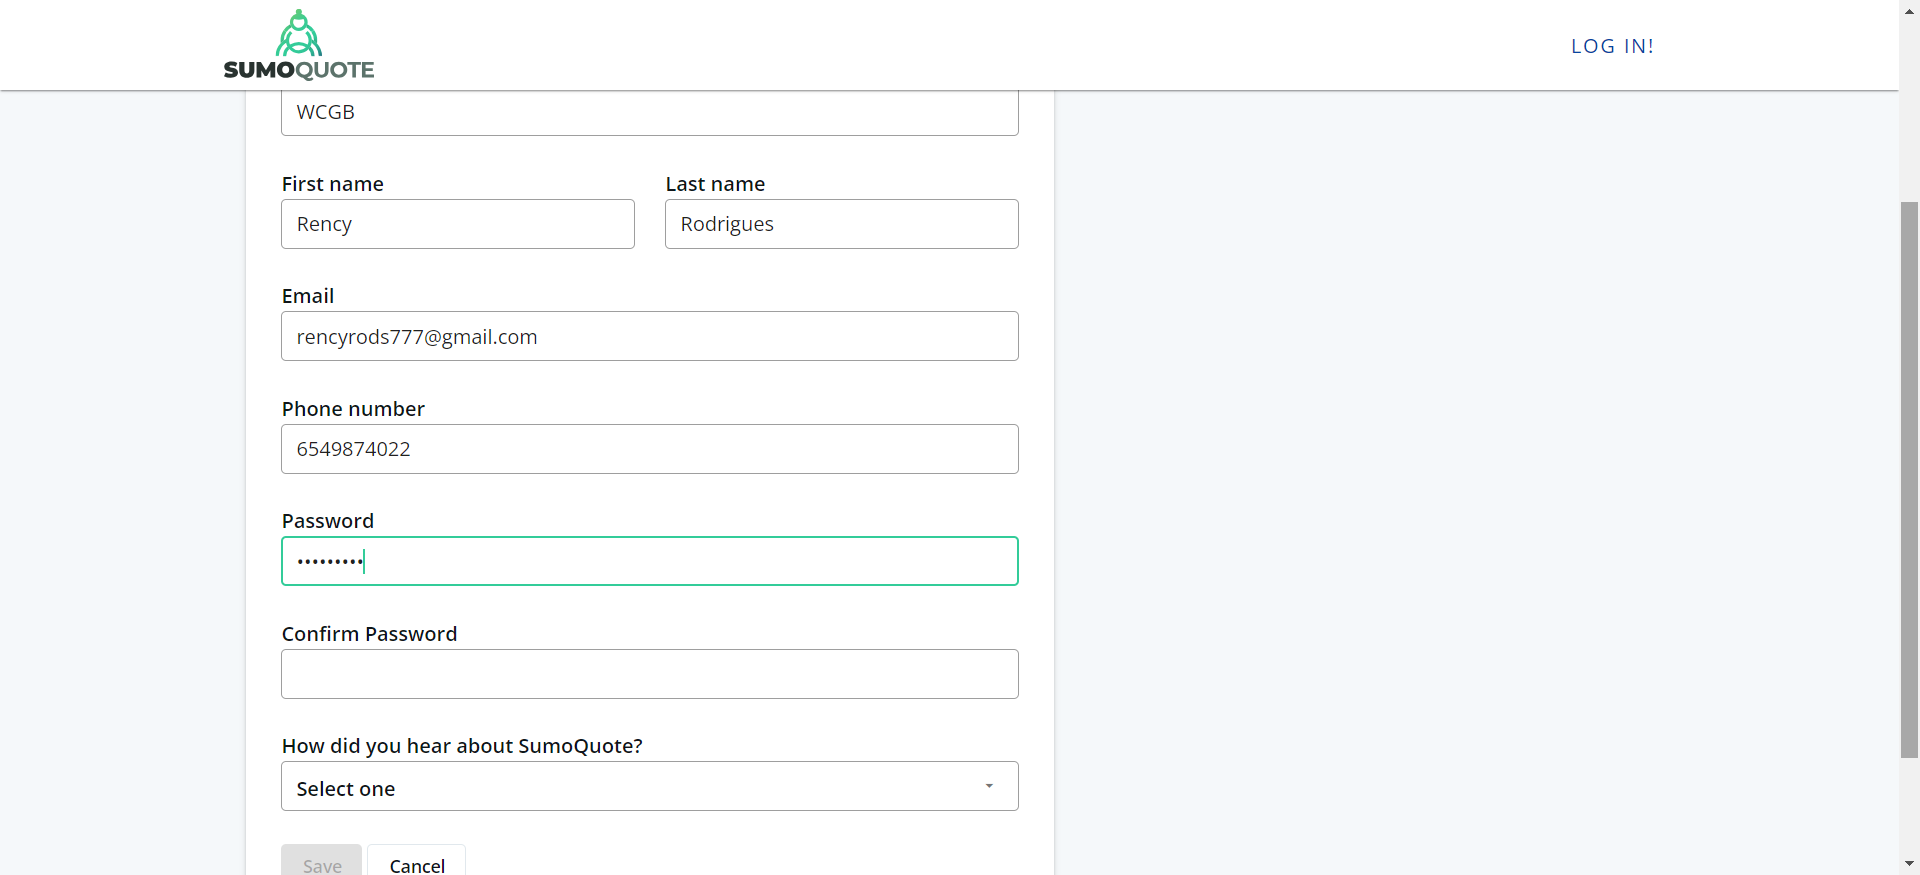 SUMOQUOTE
LOG IN!
WCGB
First name
Last name
Rency
Rodrigues
Email
rencyrods777@gmail.com
Phone number
6549874022
Password
•••••••••
Confirm Password
How did you hear about SumoQuote?
Select one
Save
Cancel